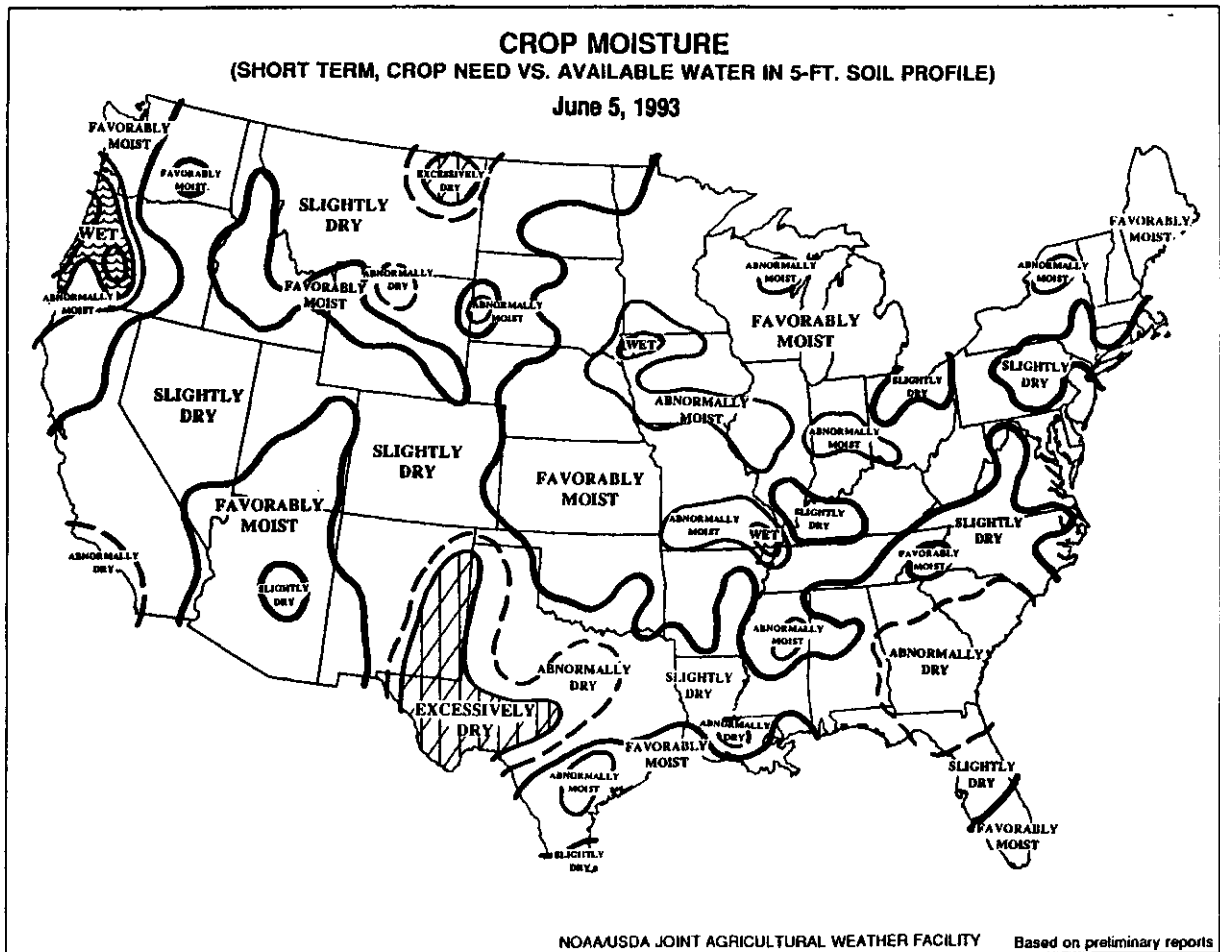 CROP MOISTURE
(SHORT TERM, CROP NEED VS. AVAILABLE WATER IN 5-FT. SOIL PROFILE)
June 5, 1993
FAVORABLY
MOIST
FAVORABLY
MOIST
EXCESSIVELY
DRY
SLIGHTLY
DRY
WET
ABNORMALLY
MOIST
FAVORABLY
MOIST
ABNORMALLY
DRY
ABNORMALLY
MOIST
WET
ABNORMALLY
MOIST
FAVORABLY
MOIST
ABNORMALLY
MOIST
FAVORABLY
MOIST
SLIGHTLY
DRY
SLIGHTLY
DRY
SLIGHTLY
DRY
ABNORMALLY
MOIST
ABNORMALLY
MOIST
SLIGHTLY
DRY
FAVORABLY
MOIST
FAVORABLY
MOIST
ABNORMALLY
MOIST
WET
SLIGHTLY
DRY
SLIGHTLY
DRY
FAVORABLY
MOIST
ABNORMALLY
DRY
SLIGHTLY
DRY
ABNORMALLY
MOIST
ABNORMALLY
DRY
ABNORMALLY
DRY
SLIGHTLY
DRY
EXCESSIVELY
DRY
ABNORMALLY
DRY
FAVORABLY
MOIST
ABNORMALLY
MOIST
SLIGHTLY
DRY
FAVORABLY
MOIST
SLIGHTLY
DRY
NOAA/USDA JOINT AGRICULTURAL WEATHER FACILITY Based on preliminary reports